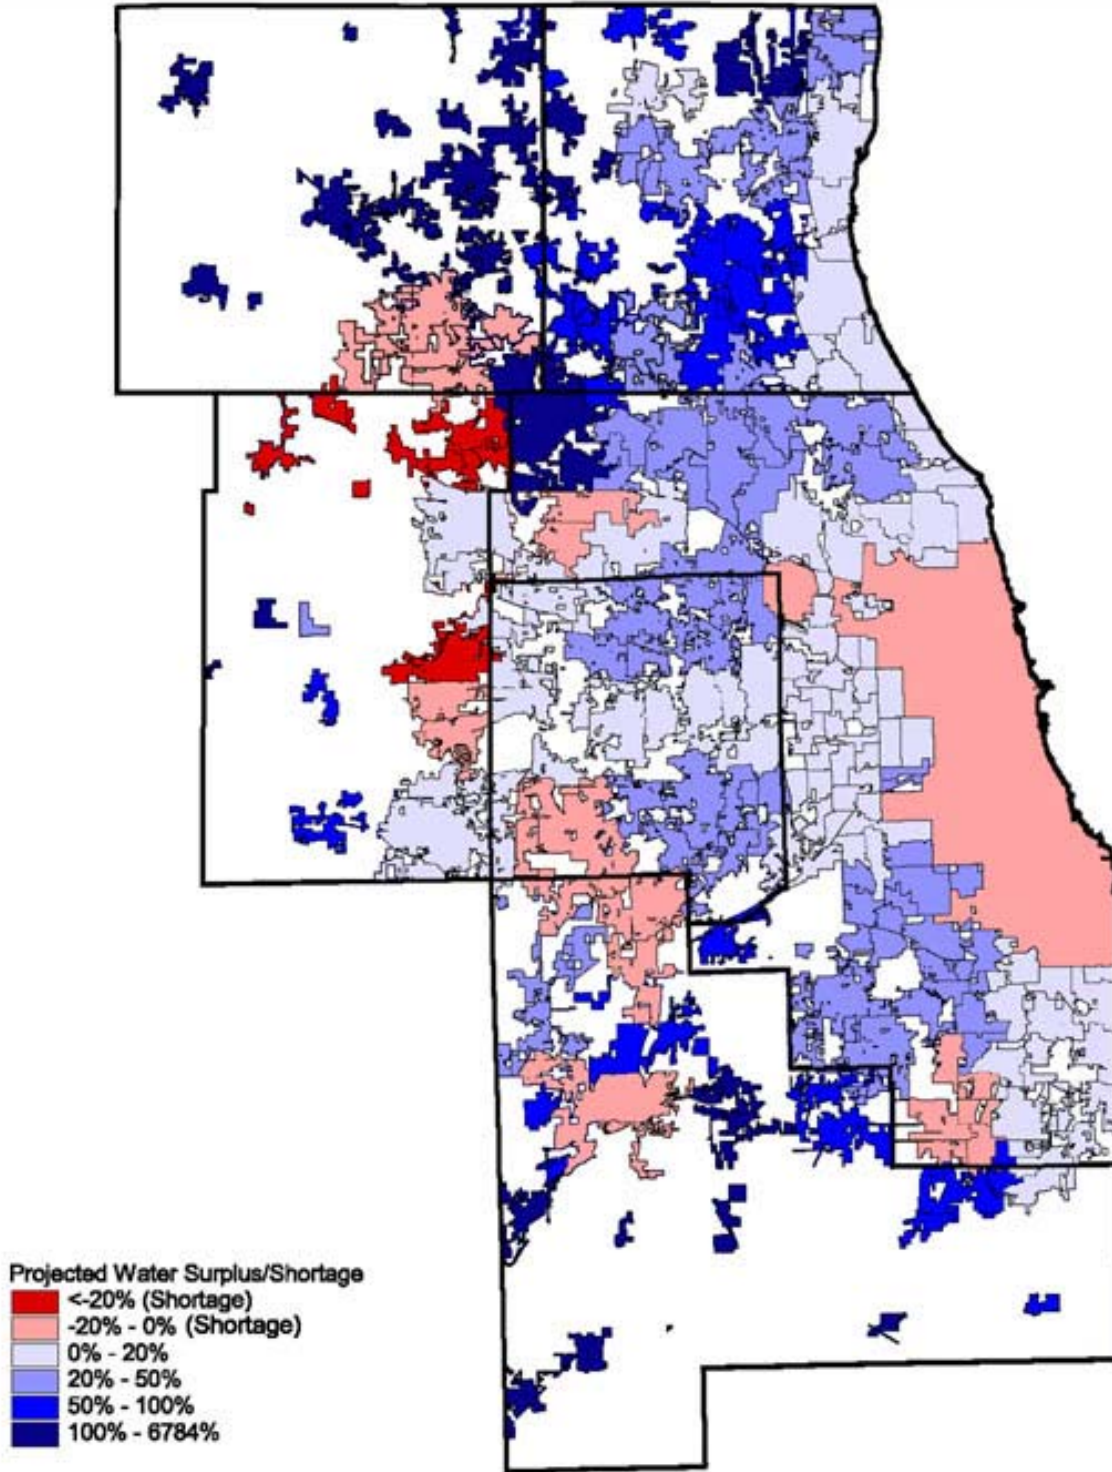 Projected Water Surplus/Shortage
<-20% (Shortage)
-20% - 0% (Shortage)
0% - 20%
20% - 50%
50% - 100%
100% - 6784%